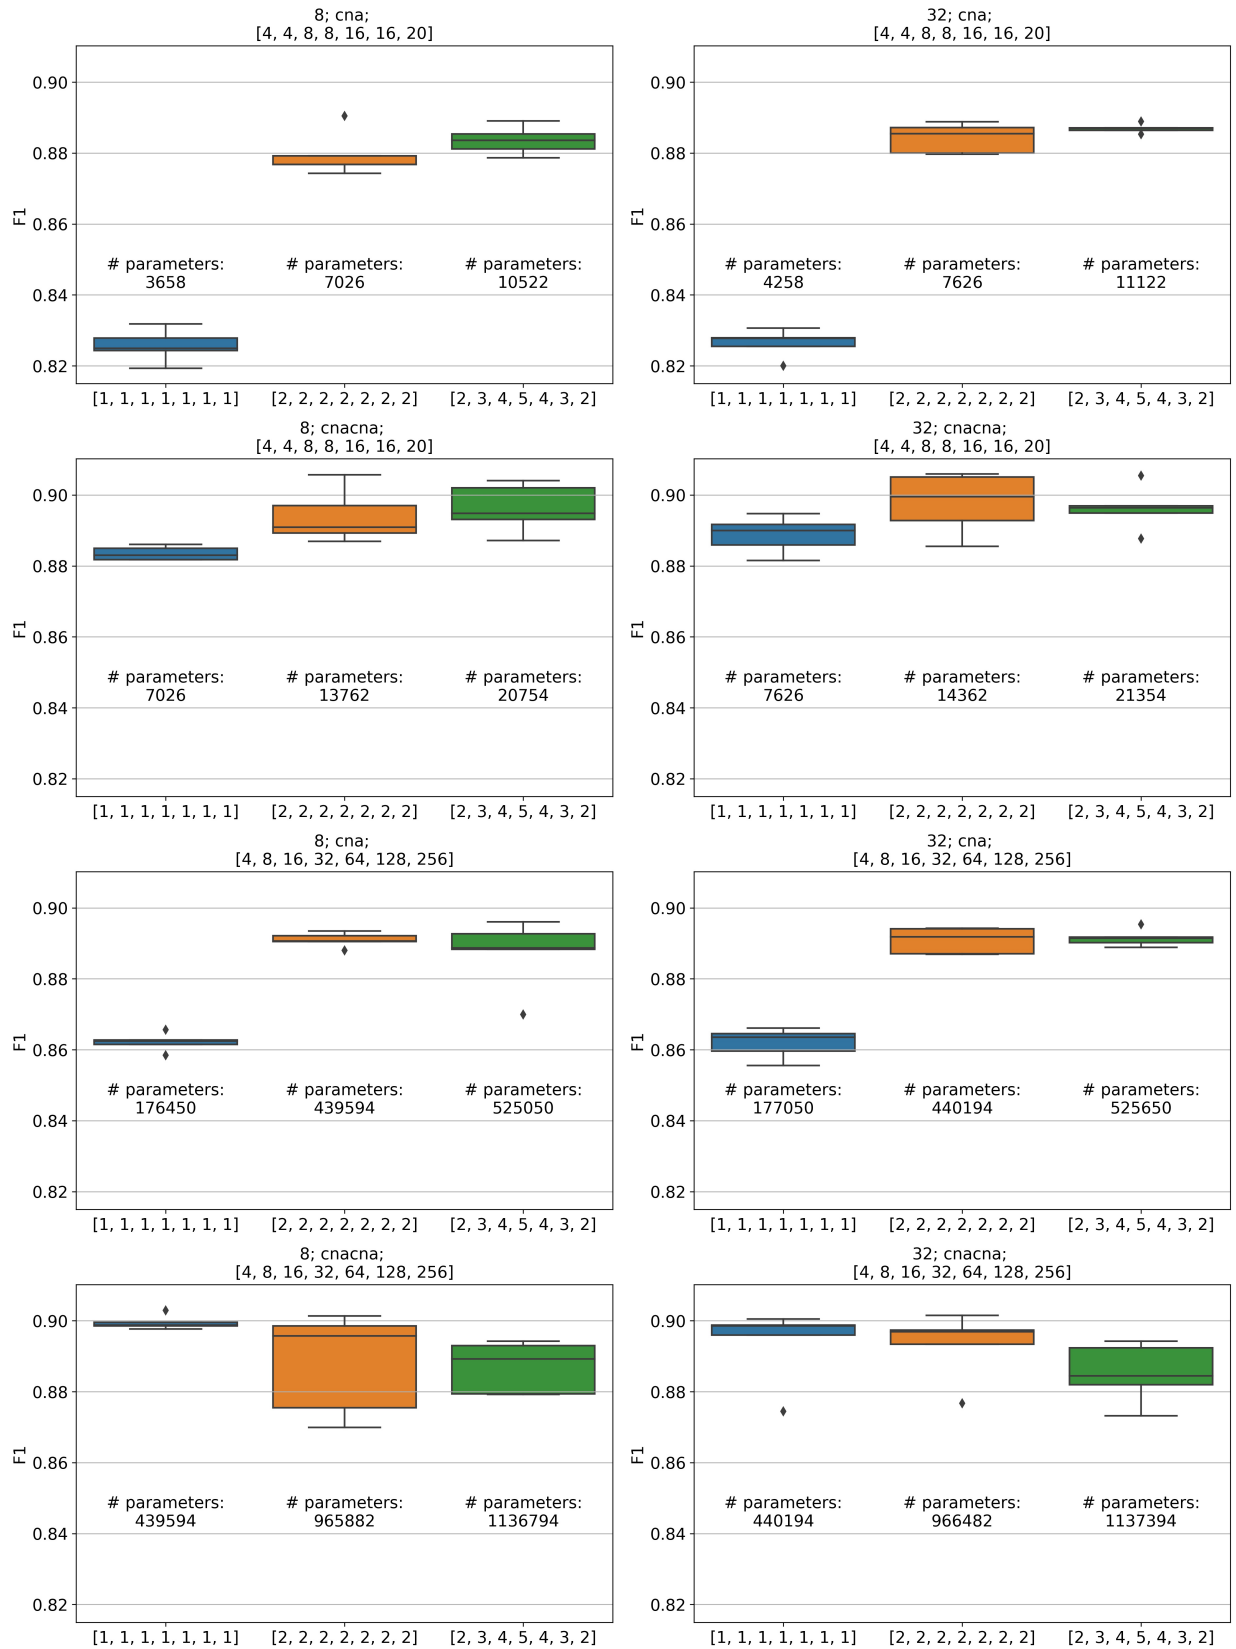 8; cna;
[4, 4, 8, 8, 16, 16, 20]
F1
0.90
0.88
0.86
0.84
0.82
# parameters:
3658
# parameters:
7026
# parameters:
10522
[1, 1, 1, 1, 1, 1, 1]
[2, 2, 2, 2, 2, 2, 2]
[2, 3, 4, 5, 4, 3, 2]
32; cna;
[4, 4, 8, 8, 16, 16, 20]
F1
0.90
0.88
0.86
0.84
0.82
# parameters:
4258
# parameters:
7626
# parameters:
11122
[1, 1, 1, 1, 1, 1, 1]
[2, 2, 2, 2, 2, 2, 2]
[2, 3, 4, 5, 4, 3, 2]
8; cnacna;
[4, 4, 8, 8, 16, 16, 20]
F1
0.90
0.88
0.86
0.84
0.82
# parameters:
7026
# parameters:
13762
# parameters:
20754
[1, 1, 1, 1, 1, 1, 1]
[2, 2, 2, 2, 2, 2, 2]
[2, 3, 4, 5, 4, 3, 2]
32; cnacna;
[4, 4, 8, 8, 16, 16, 20]
F1
0.90
0.88
0.86
0.84
0.82
# parameters:
7626
# parameters:
14362
# parameters:
21354
[1, 1, 1, 1, 1, 1, 1]
[2, 2, 2, 2, 2, 2, 2]
[2, 3, 4, 5, 4, 3, 2]
8; cna;
[4, 8, 16, 32, 64, 128, 256]
F1
0.90
0.88
0.86
0.84
0.82
# parameters:
176450
# parameters:
439594
# parameters:
525050
[1, 1, 1, 1, 1, 1, 1]
[2, 2, 2, 2, 2, 2, 2]
[2, 3, 4, 5, 4, 3, 2]
32; cna;
[4, 8, 16, 32, 64, 128, 256]
F1
0.90
0.88
0.86
0.84
0.82
# parameters:
177050
# parameters:
440194
# parameters:
525650
[1, 1, 1, 1, 1, 1, 1]
[2, 2, 2, 2, 2, 2, 2]
[2, 3, 4, 5, 4, 3, 2]
8; cnacna;
[4, 8, 16, 32, 64, 128, 256]
F1
0.90
0.88
0.86
0.84
0.82
# parameters:
439594
# parameters:
965882
# parameters:
1136794
[1, 1, 1, 1, 1, 1, 1]
[2, 2, 2, 2, 2, 2, 2]
[2, 3, 4, 5, 4, 3, 2]
32; cnacna;
[4, 8, 16, 32, 64, 128, 256]
F1
0.90
0.88
0.86
0.84
0.82
# parameters:
440194
# parameters:
966482
# parameters:
1137394
[1, 1, 1, 1, 1, 1, 1]
[2, 2, 2, 2, 2, 2, 2]
[2, 3, 4, 5, 4, 3, 2]